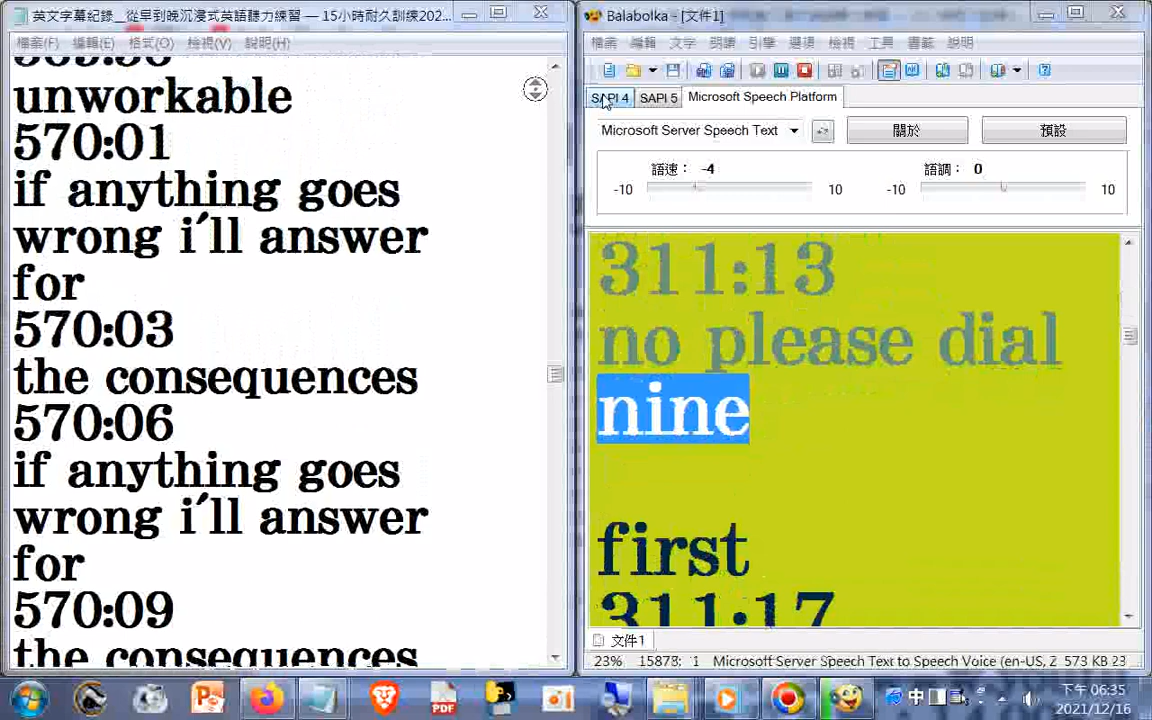 英文字幕紀錄__從早到晚沉浸式英語聽力練習 — 15小時耐久訓練202...
檔案(F) 編輯(E) 格式(O) 檢視(V) 說明(H)
unworkable
570:01
if anything goes
wrong i'll answer
for
570:03
the consequences
570:06
if anything goes
wrong i'll answer
for
570:09
the consequences
Balabolka - [文件1]
檔案 編輯 文字 朗讀 引擎 選項 檢視 工具 書籤 說明
SAPI 4 SAPI 5 Microsoft Speech Platform
Microsoft Server Speech Text 關於 預設
語速： -4 語調： 0
-10 10 -10 10
311:13
no please dial
nine
first
311:17
文件1
23% 15873: 1 Microsoft Server Speech Text to Speech Voice (en-US, 2 573 KB 23
PDF
中
下午 06:35
2021/12/16